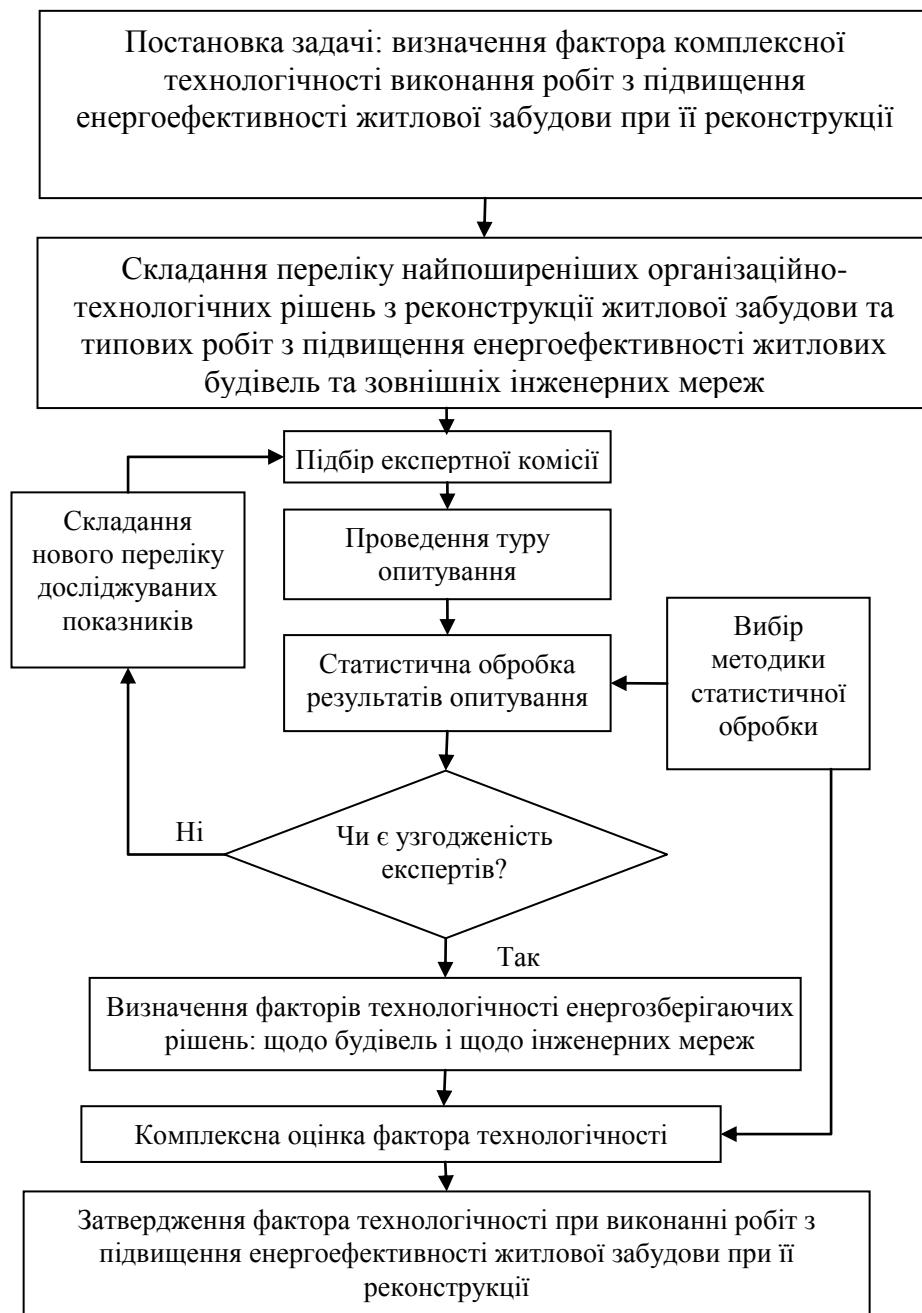 Постановка задачі: визначення фактора комплексної
технологічності виконання робіт з підвищення
енергоефективності житлової забудови при її реконструкції
Складання переліку найпоширеніших організаційно-
технологічних рішень з реконструкції житлової забудови та
типових робіт з підвищення енергоефективності житлових
будівель та зовнішніх інженерних мереж
Підбір експертної комісії
Складання
нового переліку
досліджуваних
показників
Проведення туру
опитування
Статистична обробка
результатів опитування
Вибір
методики
статистичної
обробки
Чи є узгодженість
експертів?
Ні
Так
Визначення факторів технологічності енергозберігаючих
рішень: щодо будівель і щодо інженерних мереж
Комплексна оцінка фактора технологічності
Затвердження фактора технологічності при виконанні робіт з
підвищення енергоефективності житлової забудови при її
реконструкції